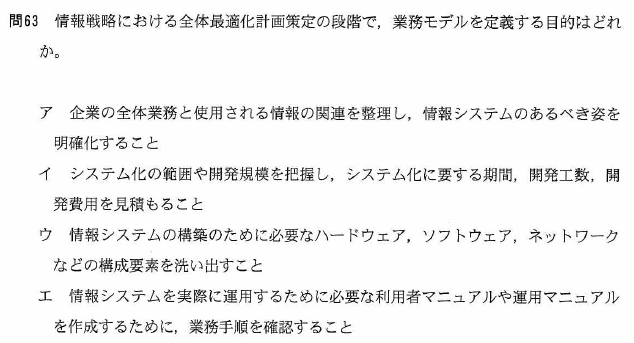 問63 情報戦略における全体最適化計画策定の段階で，業務モデルを定義する目的はどれ
か。
ア 企業の全体業務と使用される情報の関連を整理し，情報システムのあるべき姿を
明確化すること
イ システム化の範囲や開発規模を把握し，システム化に要する期間，開発工数，開
発費用を見積もること
ウ 情報システムの構築のために必要なハードウェア，ソフトウェア，ネットワーク
などの構成要素を洗い出すこと
エ 情報システムを実際に運用するために必要な利用者マニュアルや運用マニュアル
を作成するために，業務手順を確認すること